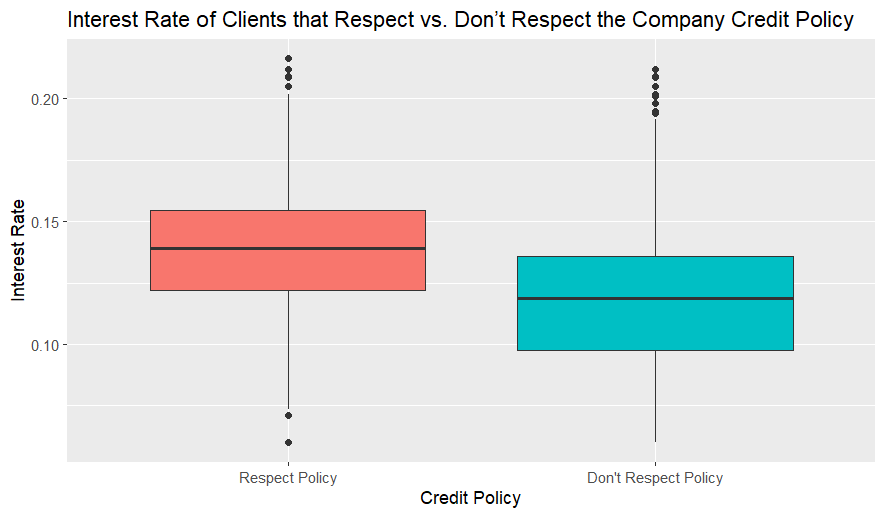 Interest Rate of Clients that Respect vs. Don’t Respect the Company Credit Policy
Interest Rate
0.20
0.15
0.10
Respect Policy
Don't Respect Policy
Credit Policy